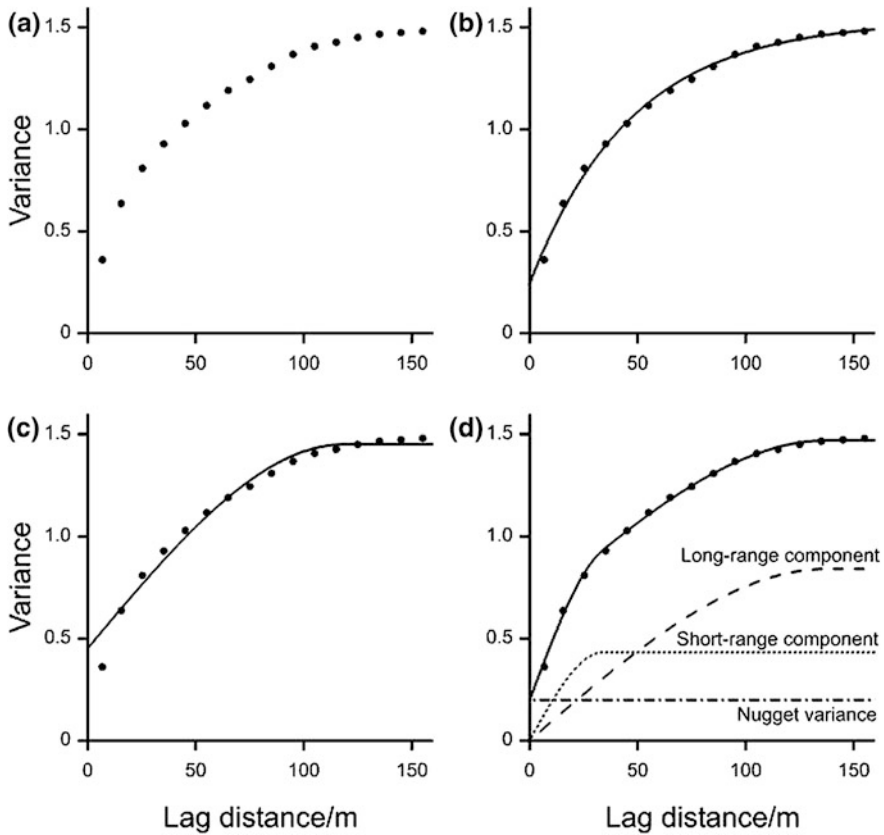 (a)
1.5
1.0
0.5
0
Variance
0 50 100 150
(b)
1.5
1.0
0.5
0
0 50 100 150
(c)
1.5
1.0
0.5
0
Variance
0 50 100 150
Lag distance/m
(d)
1.5
1.0
0.5
0
Long-range component
Short-range component
Nugget variance
0 50 100 150
Lag distance/m